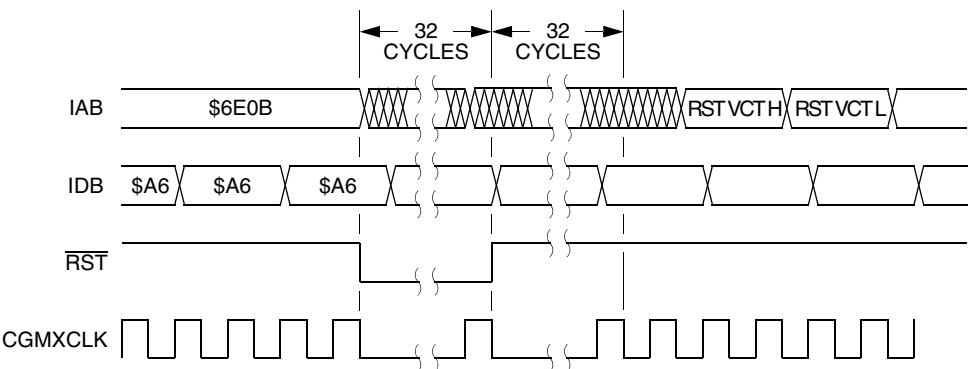 32 CYCLES 32 CYCLES
IAB $6E0B RST VCT H RST VCT L
IDB $A6 $A6 $A6
RST
CGMXCLK